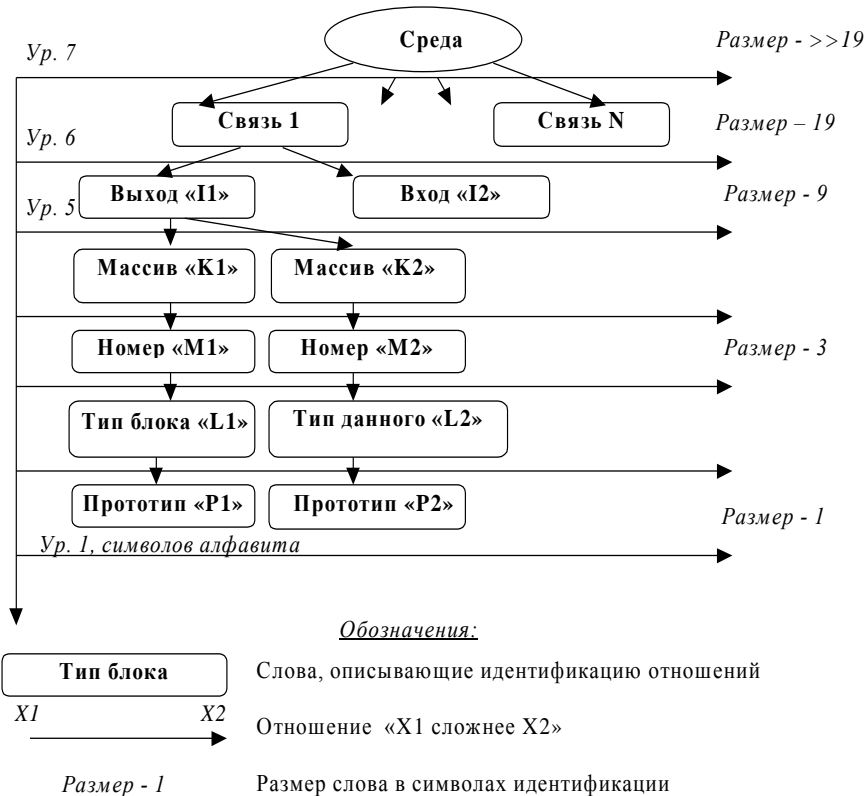 Среда
Размер - >>19
Ур. 7
Связь 1
Связь N
Размер – 19
Ур. 6
Выход «I1»
Вход «I2»
Размер - 9
Ур. 5
Массив «K1»
Массив «K2»
Номер «M1»
Номер «M2»
Размер - 3
Тип блока «L1»
Тип данного «L2»
Прототип «P1»
Прототип «P2»
Размер - 1
Ур. 1, символов алфавита
Обозначения:
Тип блока
Слова, описывающие идентификацию отношений
X1 X2
Отношение «X1 сложнее X2»
Размер - 1
Размер слова в символах идентификации